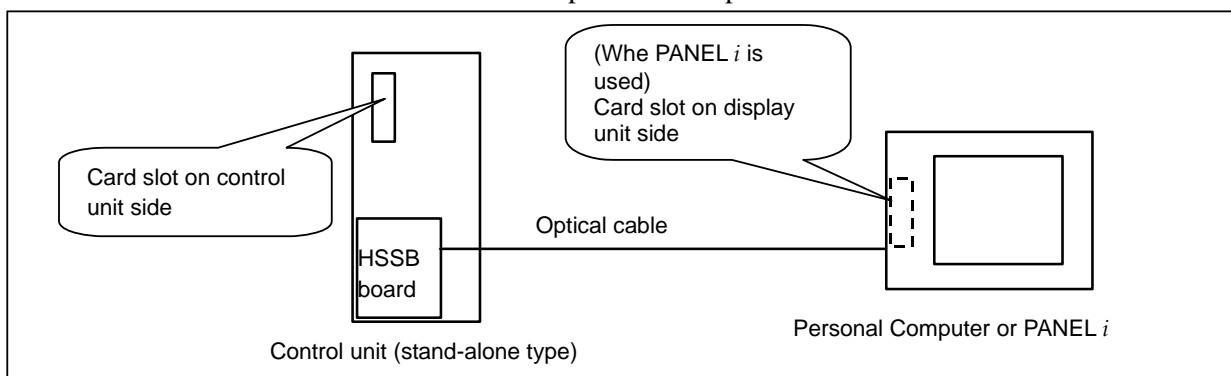 (Whe PANEL i is
used)
Card slot on display
unit side
Card slot on control
unit side
Optical cable
HSSB
board
Personal Computer or PANEL i
Control unit (stand-alone type)